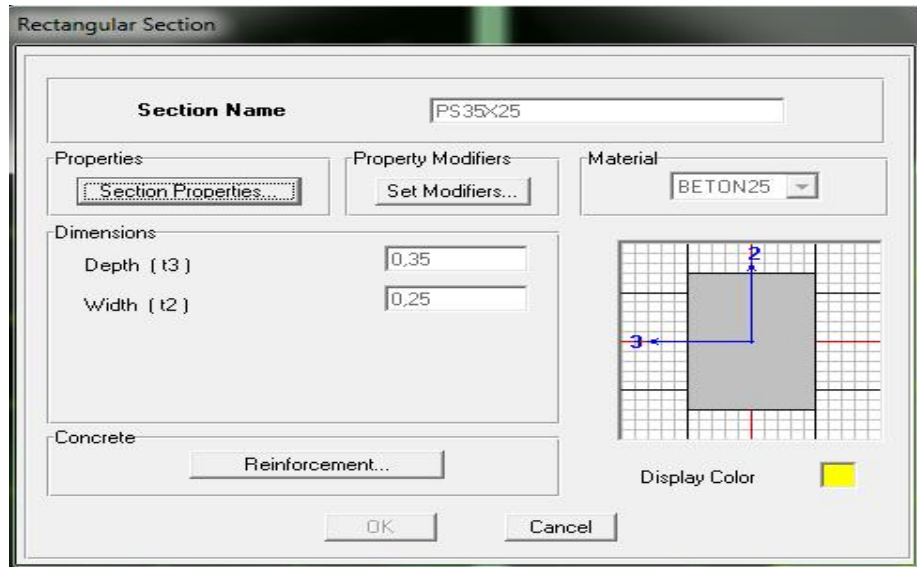 Rectangular Section
Section Name PS35X25
Properties Property Modifiers Material
Section Properties.... Set Modifiers... BETON25
Dimensions
Depth ( t3 ) 0,35
Width ( t2 ) 0,25
2
3
Concrete
Reinforcement...
Display Color
OK Cancel